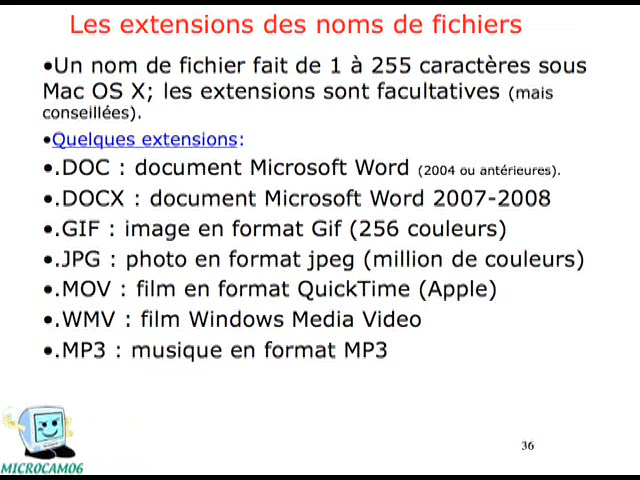 Les extensions des noms de fichiers
•Un nom de fichier fait de 1 à 255 caractères sous
Mac OS X; les extensions sont facultatives (mais
conseillées).
•Quelques extensions:
•.DOC : document Microsoft Word (2004 ou antérieures).
•.DOCX : document Microsoft Word 2007-2008
•.GIF : image en format Gif (256 couleurs)
•.JPG : photo en format jpeg (million de couleurs)
•.MOV : film en format QuickTime (Apple)
•.WMV : film Windows Media Video
•.MP3 : musique en format MP3
36
MICROCAM06